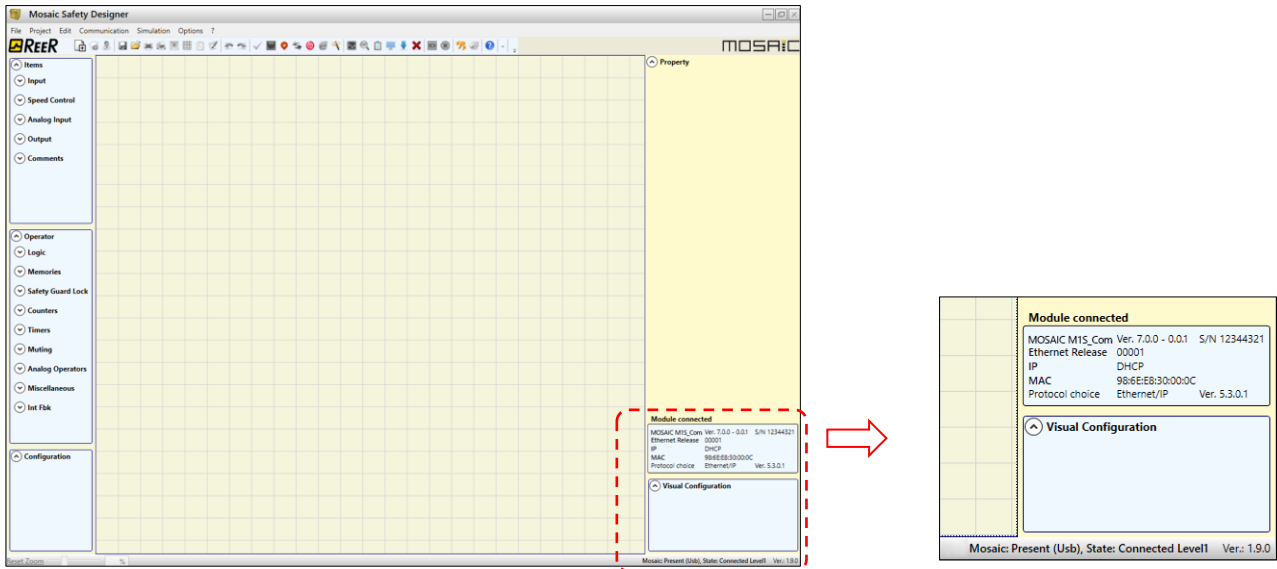 Mosaic Safety Designer
File Project Edit Communication Simulation Options ?
REER
MOSAIC
Items
Input
Speed Control
Analog Input
Output
Comments
Operator
Logic
Memories
Safety Guard Lock
Counters
Timers
Muting
Analog Operators
Miscellaneous
Int Fbk
Configuration
Reset Zoom %
Property
Module connected
MOSAIC M1S_Com Ver. 7.0.0 - 0.0.1 S/N 12344321
Ethernet Release 00001
IP DHCP
MAC 98:6E:E8:30:00:0C
Protocol choice Ethernet/IP Ver. 5.3.0.1
Visual Configuration
Mosaic: Present (Usb), State: Connected Level1 Ver.: 1.9.0
Module connected
MOSAIC M1S_Com Ver. 7.0.0 - 0.0.1 S/N 12344321
Ethernet Release 00001
IP DHCP
MAC 98:6E:E8:30:00:0C
Protocol choice Ethernet/IP Ver. 5.3.0.1
Visual Configuration
Mosaic: Present (Usb), State: Connected Level1 Ver.: 1.9.0